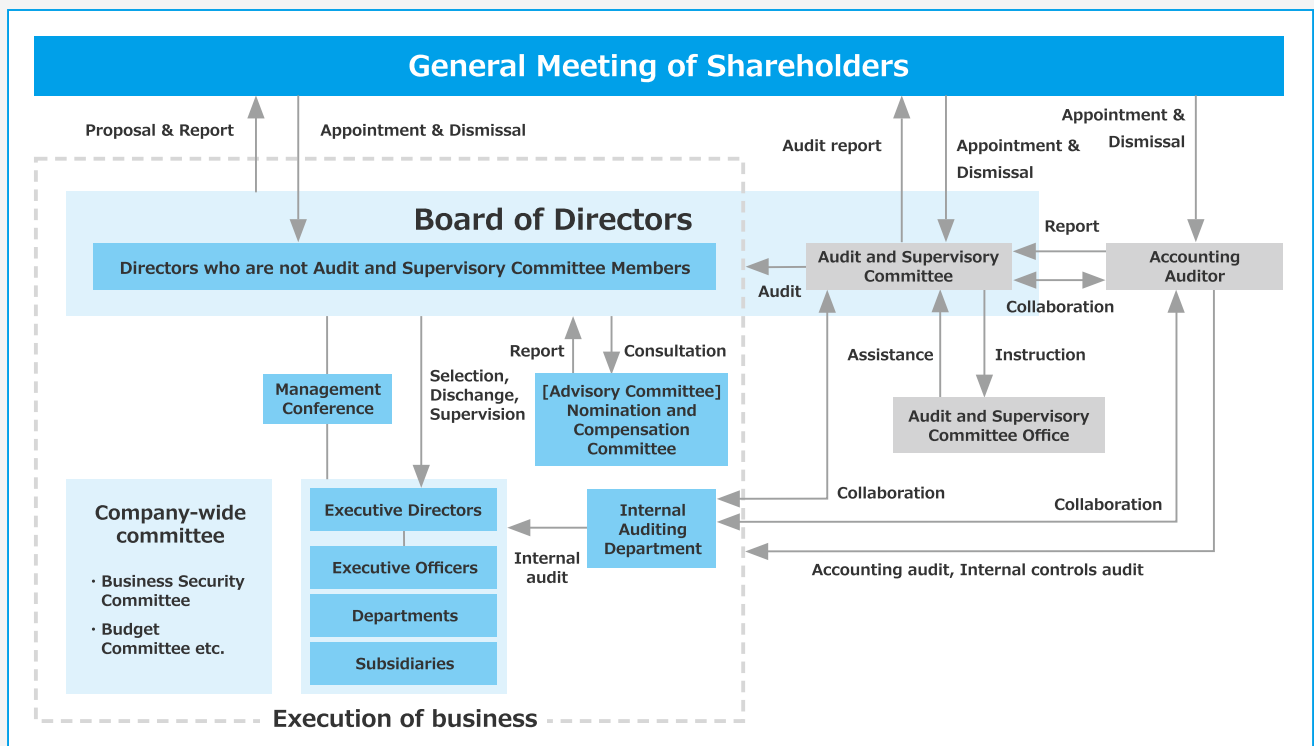 General Meeting of Shareholders
Proposal & Report
Appointment & Dismissal
Audit report
Appointment &
Dismissal
Appointment &
Dismissal
Board of Directors
Directors who are not Audit and Supervisory Committee Members
Audit
Audit and Supervisory
Committee
Report
Collaboration
Accounting
Auditor
Management
Conference
Selection,
Dischange,
Supervision
Report
Consultation
[Advisory Committee]
Nomination and
Compensation
Committee
Assistance
Instruction
Audit and Supervisory
Committee Office
Company-wide
committee
· Business Security
Committee
· Budget
Committee etc.
Executive Directors
Executive Officers
Departments
Subsidiaries
Internal
audit
Internal
Auditing
Department
Collaboration
Collaboration
Accounting audit, Internal controls audit
Execution of business